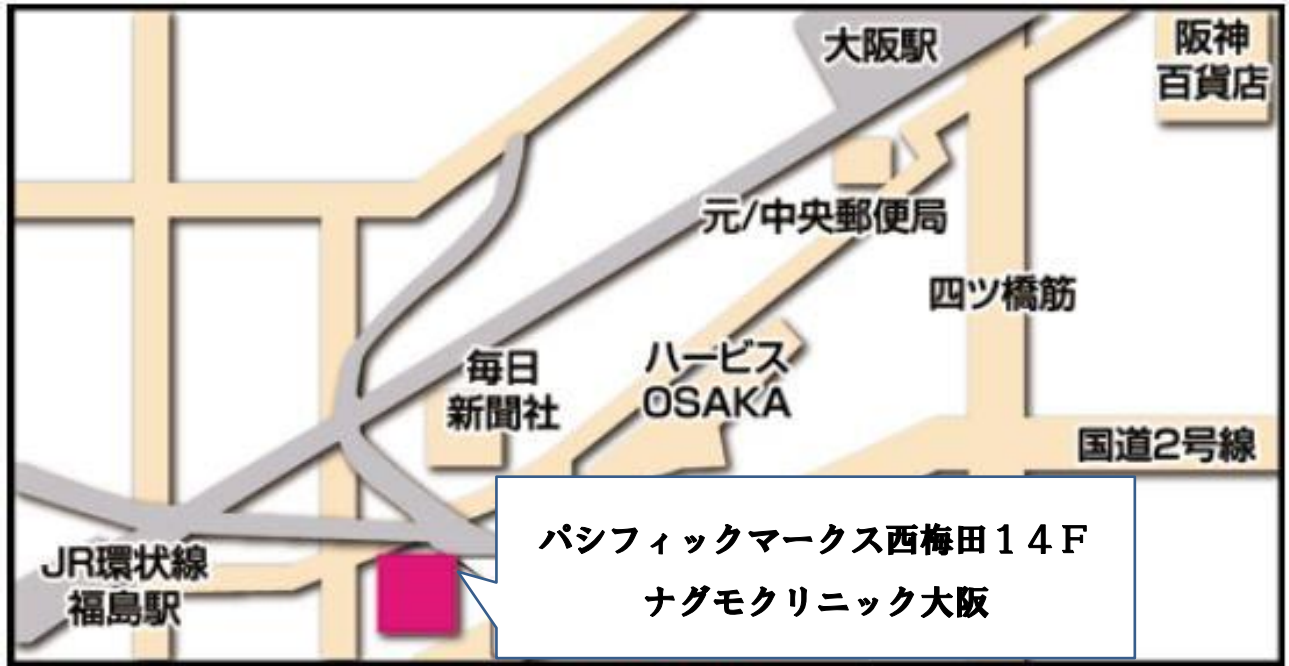 大阪駅
阪神
百貨店
元/中央郵便局
四ツ橋筋
毎日
新聞社
ハービス
OSAKA
国道2号線
JR環状線
福島駅
パシフィックマークス西梅田１４Ｆ
ナグモクリニック大阪